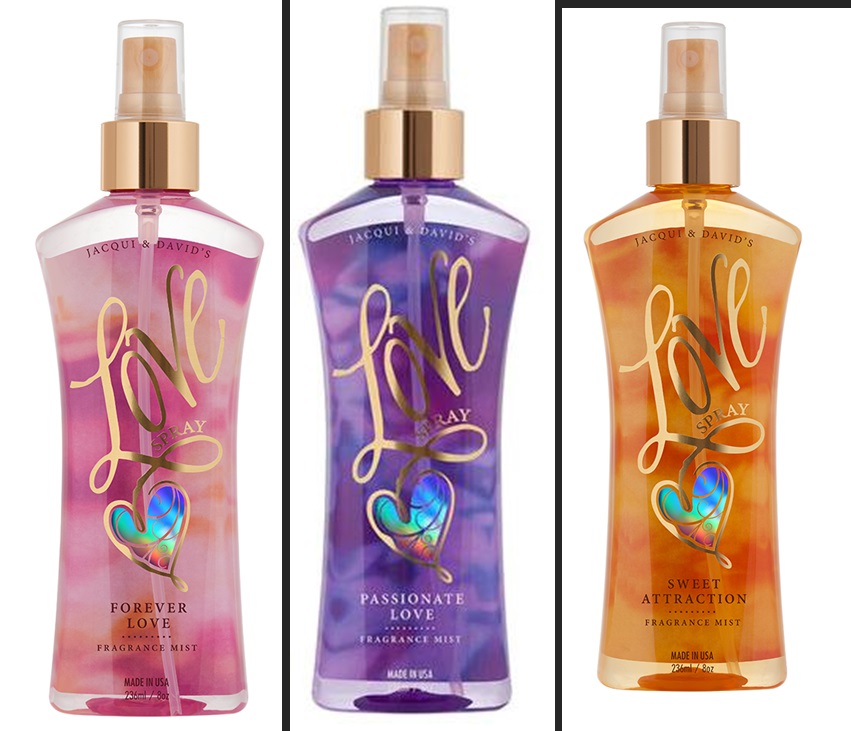 JACQUI & DAVID'S
Love
SPRAY
FOREVER
LOVE
FRAGRANCE MIST
MADE IN USA
236ml / 8oz
JACQUI & DAVID'S
Love
SPRAY
PASSIONATE
LOVE
FRAGRANCE MIST
MADE IN USA
JACQUI & DAVID'S
Love
SPRAY
SWEET
ATTRACTION
FRAGRANCE MIST
MADE IN USA
236ml / 8oz